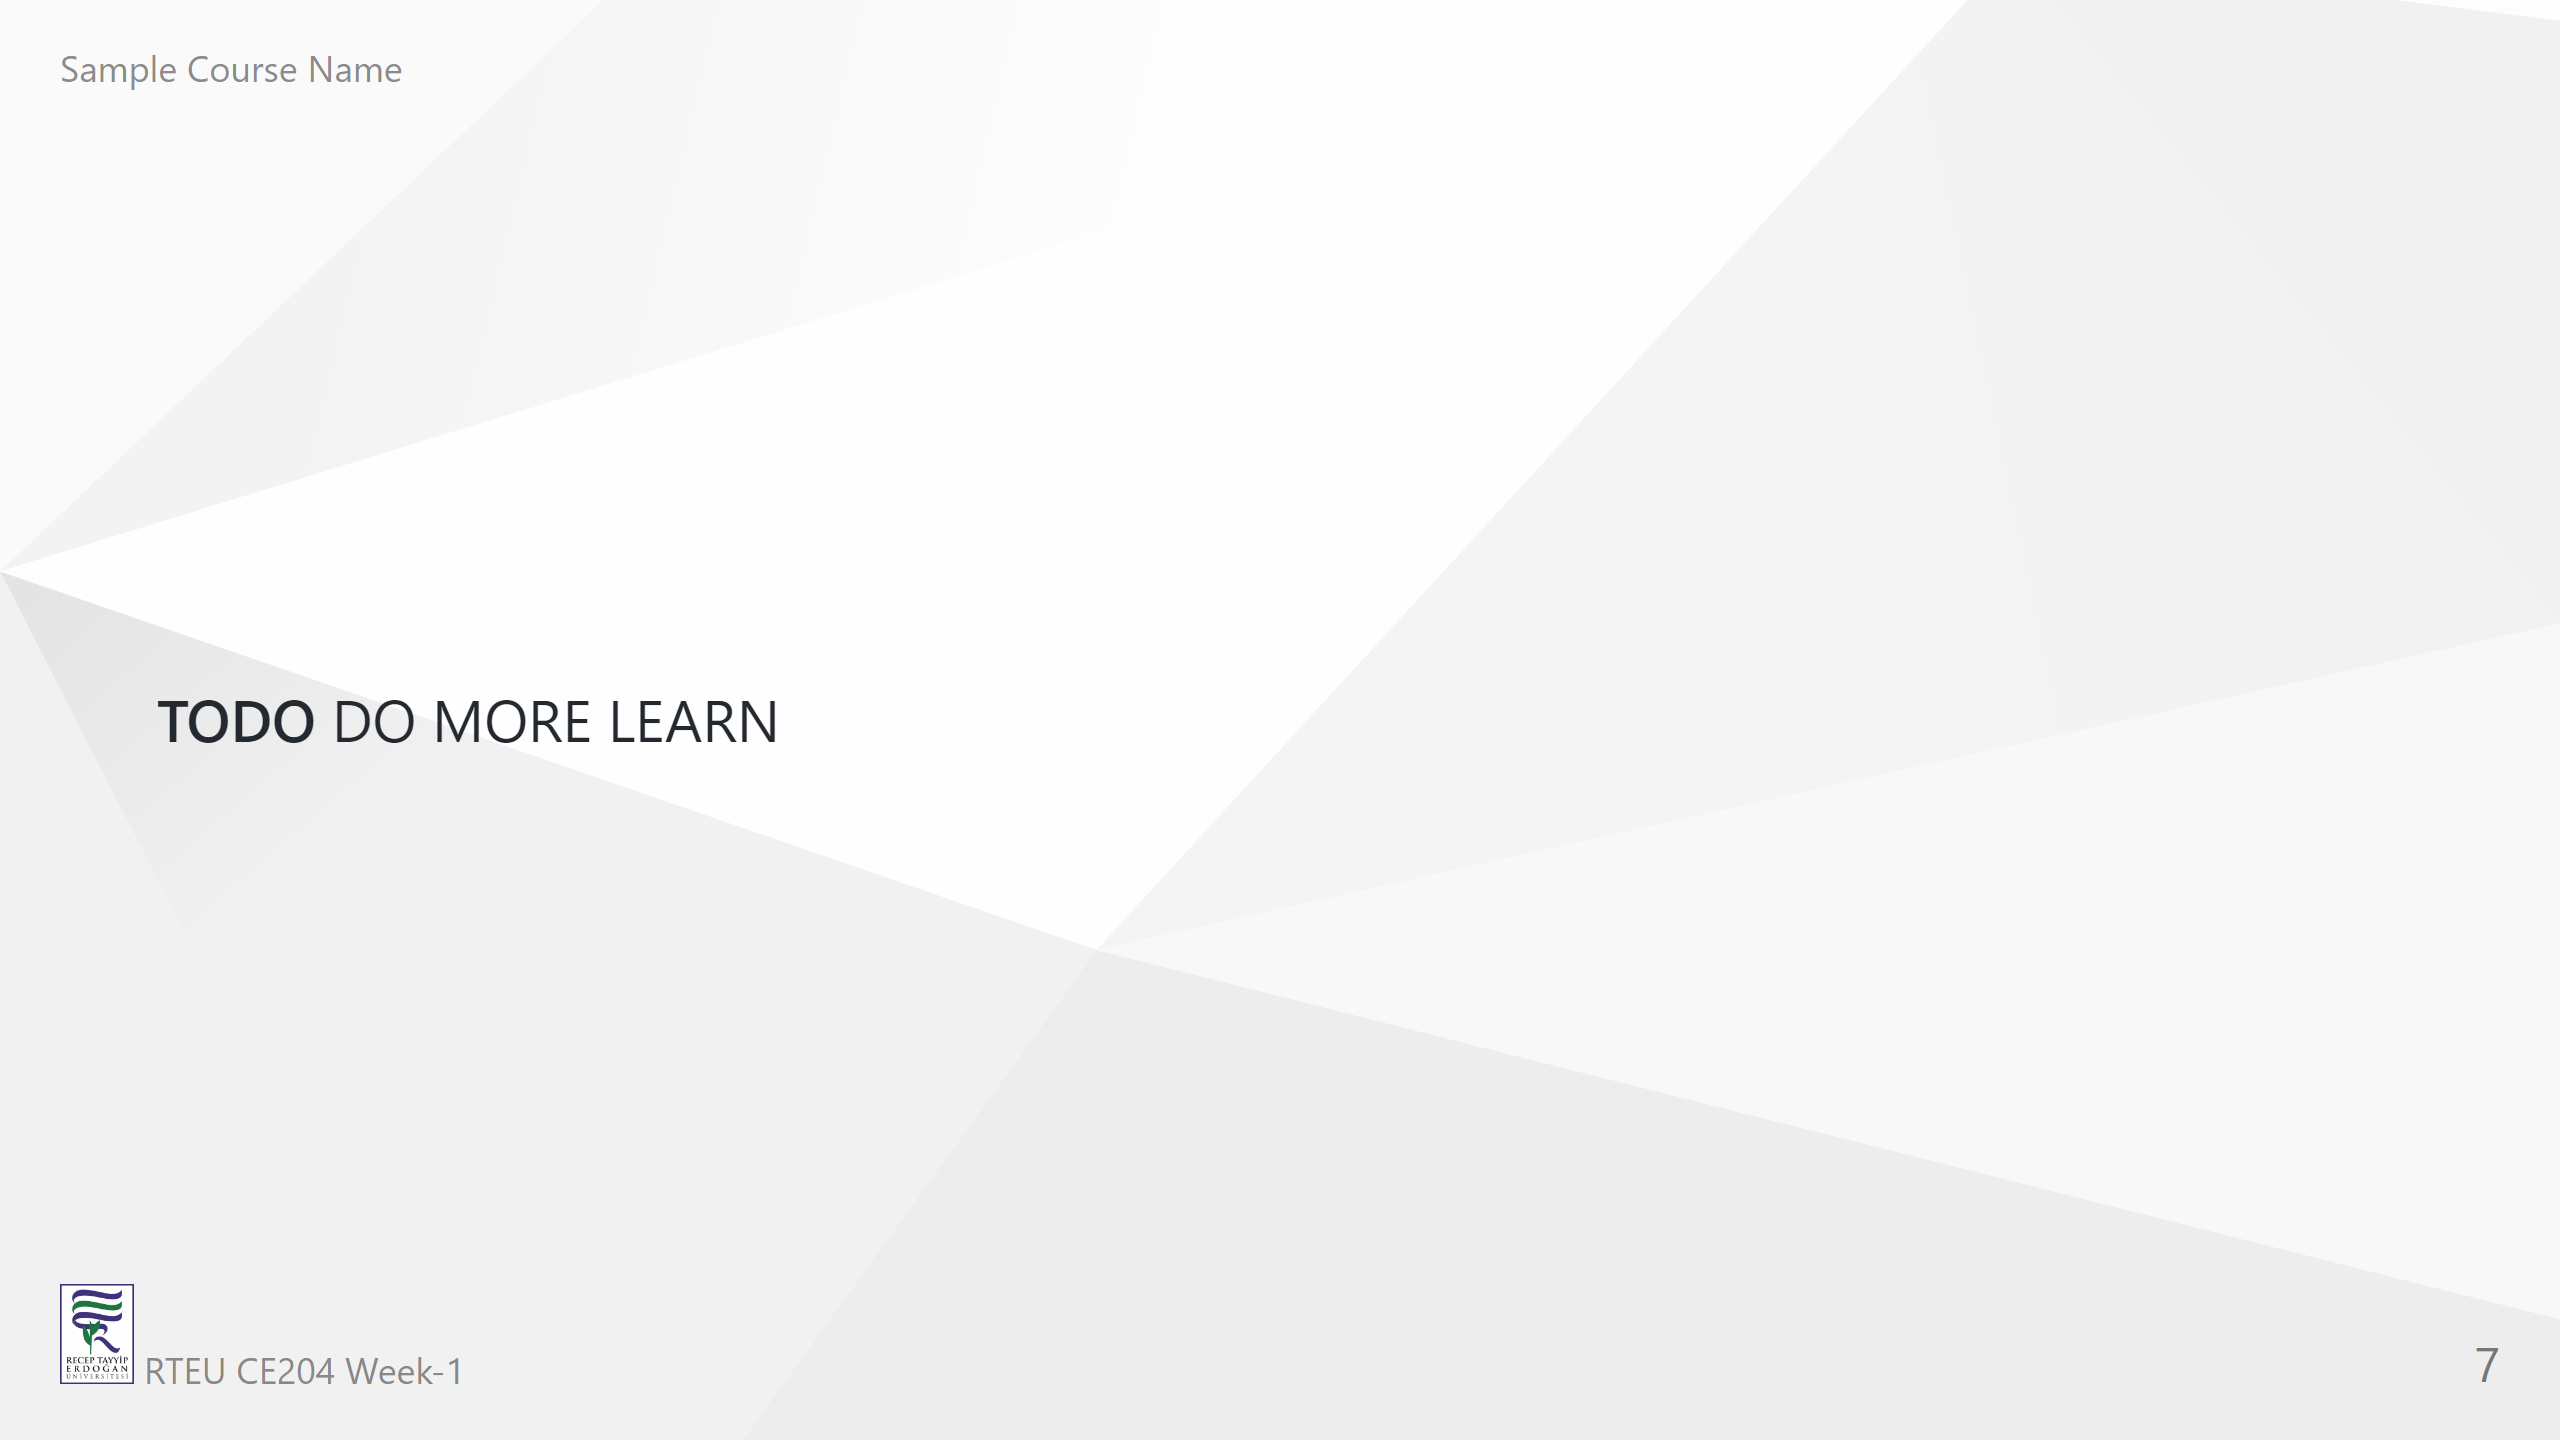 Sample Course Name
TODO DO MORE LEARN
RECEP TAYYİP
ERDOĞAN
ÜNİVERSİTESİ
RTEU CE204 Week-1
7